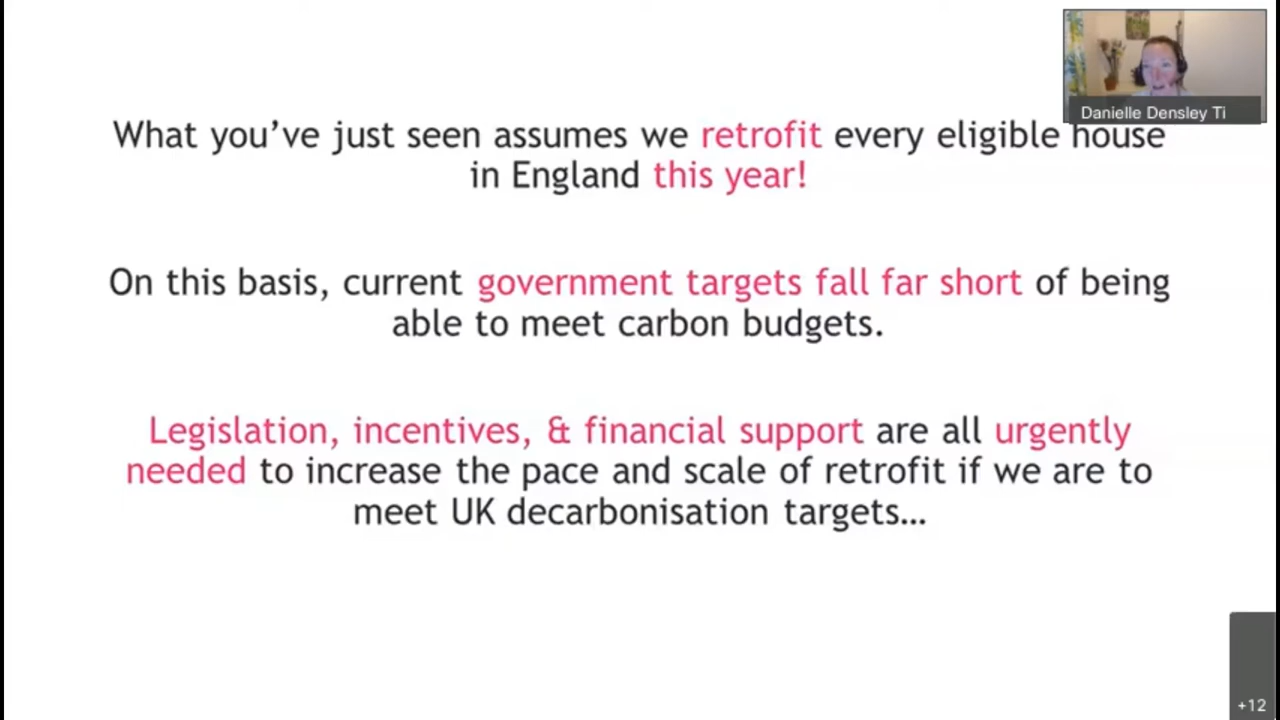 Danielle Densley Ti
What you’ve just seen assumes we retrofit every eligible house
in England this year!
On this basis, current government targets fall far short of being
able to meet carbon budgets.
Legislation, incentives, & financial support are all urgently
needed to increase the pace and scale of retrofit if we are to
meet UK decarbonisation targets…
+12